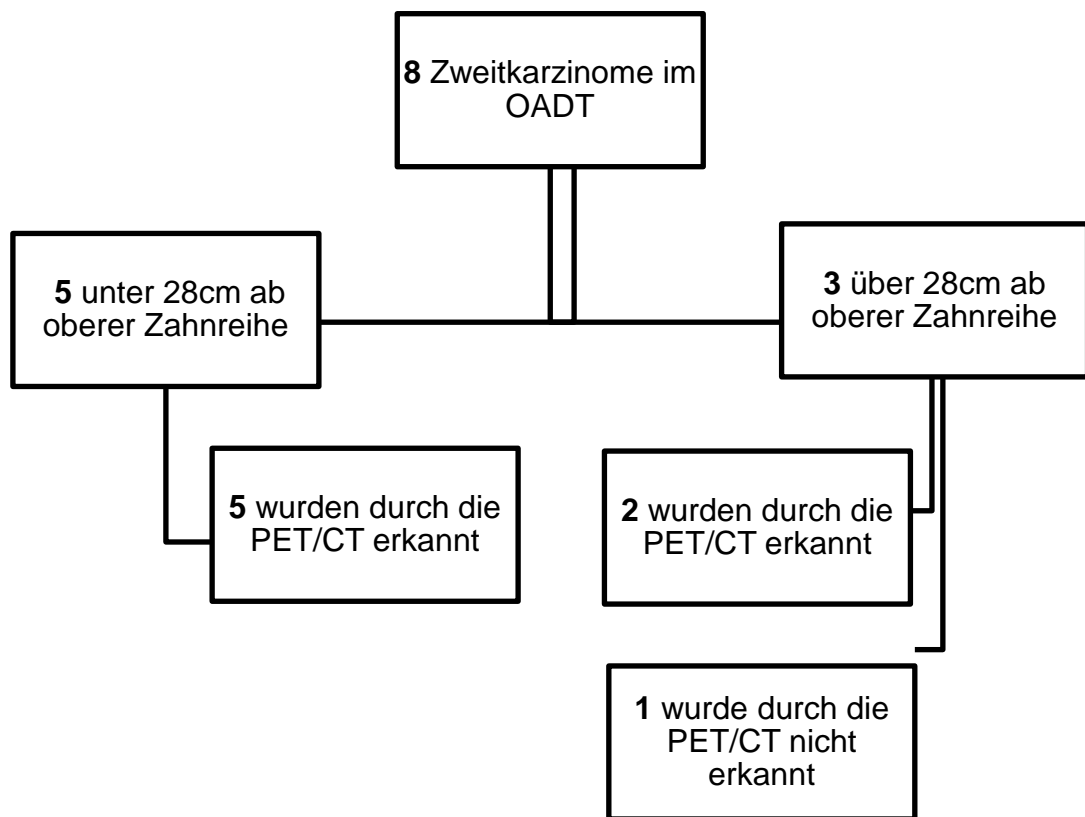 8 Zweitkarzinome im
OADT
5 unter 28cm ab
oberer Zahnreihe
3 über 28cm ab
oberer Zahnreihe
5 wurden durch die
PET/CT erkannt
2 wurden durch die
PET/CT erkannt
1 wurde durch die
PET/CT nicht
erkannt